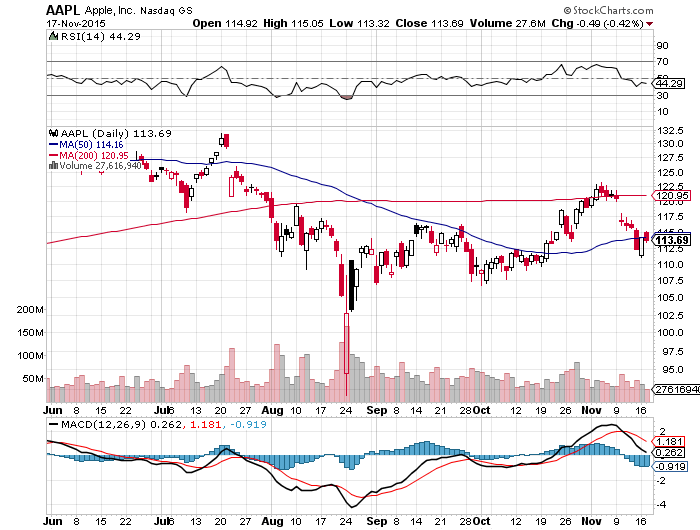 AAPL Apple, Inc. Nasdaq GS
© StockCharts.com
17-Nov-2015 Open 114.92 High 115.05 Low 113.32 Close 113.69 Volume 27.6M Chg -0.49 (-0.42%)
RSI(14) 44.29
90
70
50
44.29
30
10
AAPL (Daily) 113.69
MA(50) 114.16
MA(200) 120.95
Volume 27,616,940
132.5
130.0
127.5
125.0
122.5
120.95
120.0
117.5
115.0
113.69
112.5
110.0
107.5
105.0
102.5
100.0
97.5
95.0
200M
150M
100M
50M
27616940
Jun 8 15 22 Jul 6 13 20 Aug 10 17 24 Sep 8 14 21 28 Oct 12 19 26 Nov 9 16
MACD(12,26,9) 0.262, 1.181, -0.919
2
1.181
0.262
-0.919
-2
-4
Jun 8 15 22 Jul 6 13 20 Aug 10 17 24 Sep 8 14 21 28 Oct 12 19 26 Nov 9 16